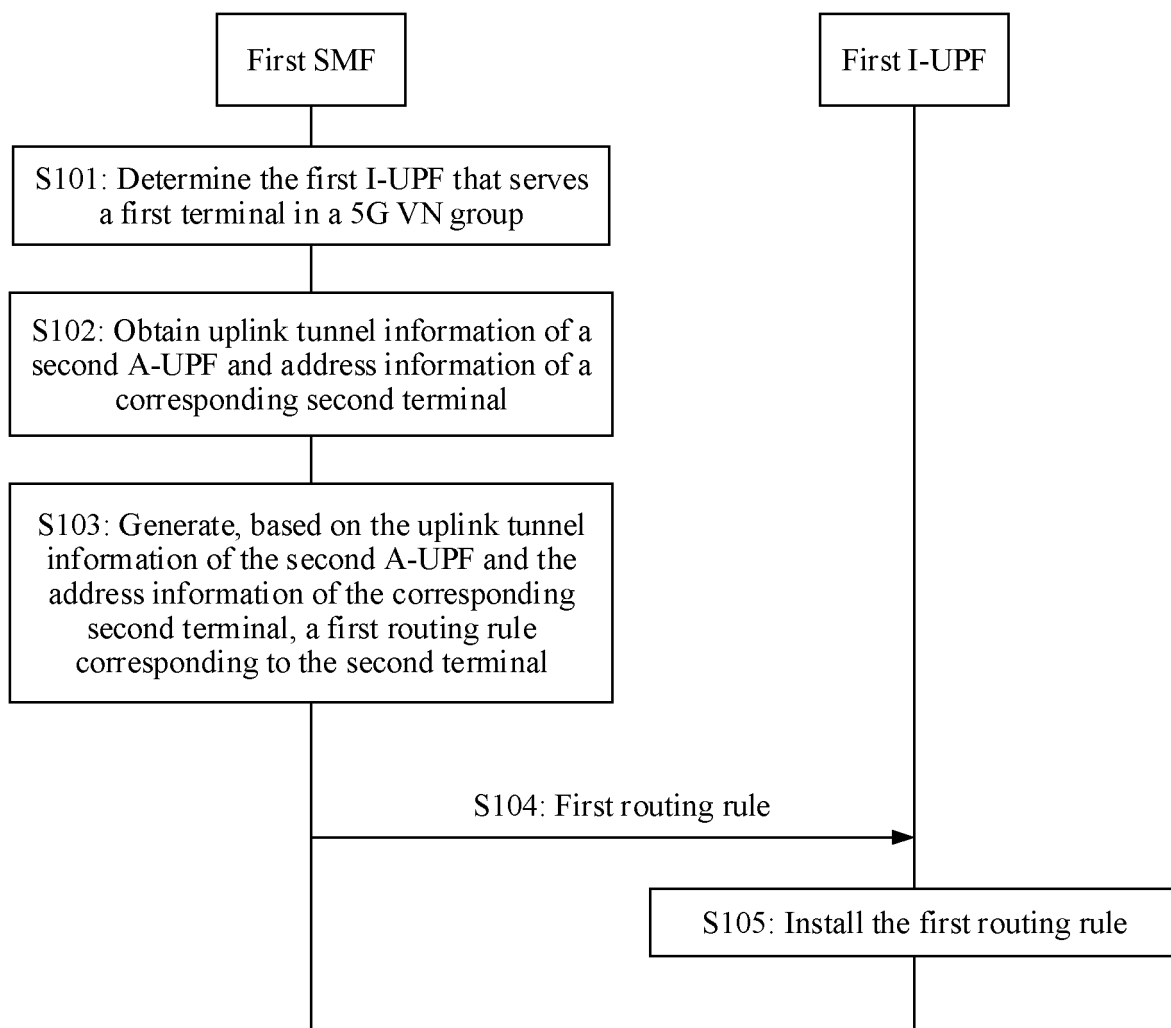 First SMF
First I-UPF
S101: Determine the first I-UPF that serves
a first terminal in a 5G VN group
S102: Obtain uplink tunnel information of a
second A-UPF and address information of a
corresponding second terminal
S103: Generate, based on the uplink tunnel
information of the second A-UPF and the
address information of the corresponding
second terminal, a first routing rule
corresponding to the second terminal
S104: First routing rule
S105: Install the first routing rule